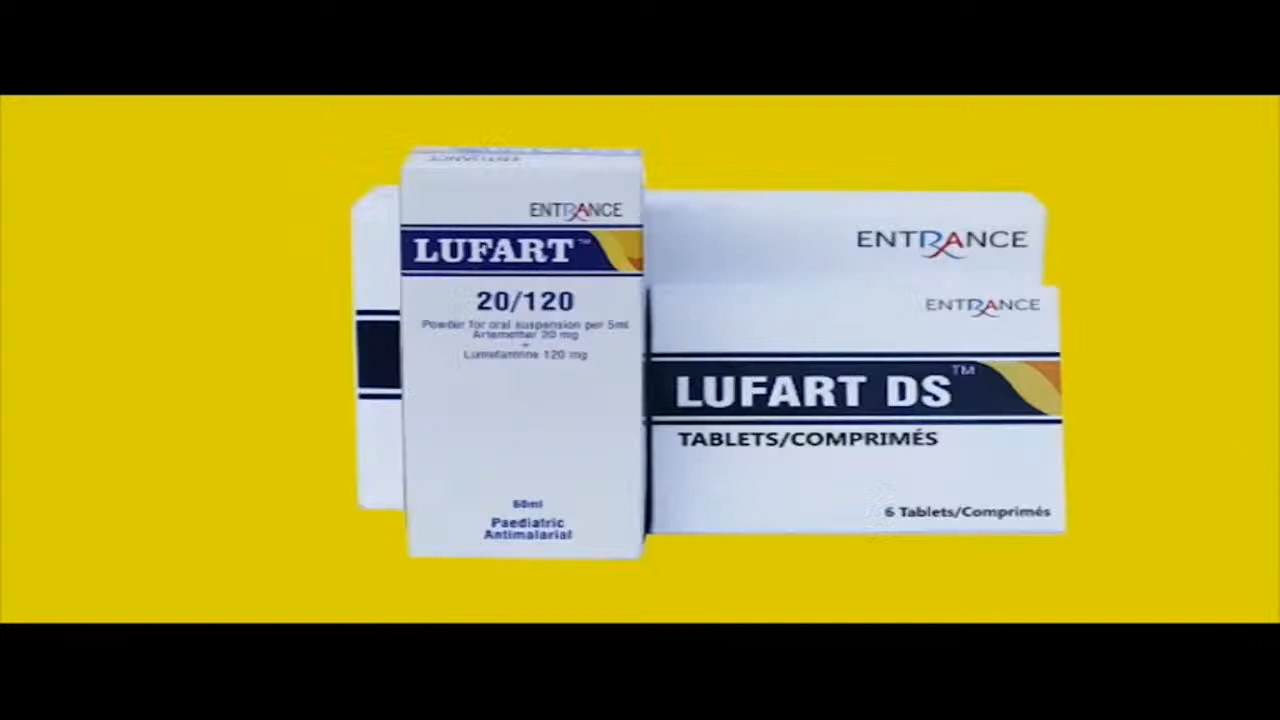 ENTRANCE
LUFART™
20/120
Powder for oral suspension per 5ml
Artemether 20 mg
+
Lumefantrine 120 mg
60ml
Paediatric
Antimalarial
ENTRANCE
ENTRANCE
LUFART DS™
TABLETS/COMPRIMÉS
6 Tablets/Comprimés